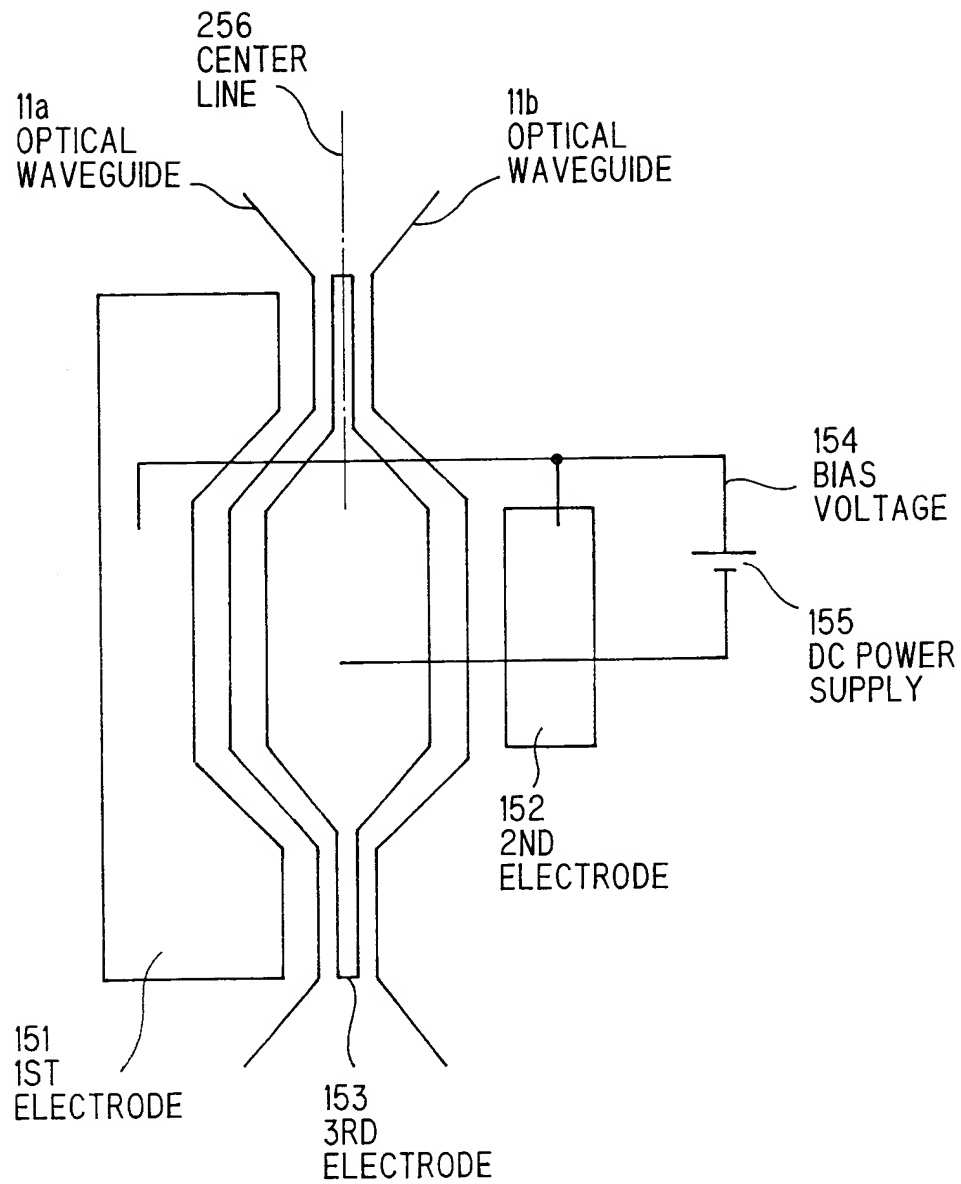 256
CENTER
LINE
11a
OPTICAL
WAVEGUIDE
11b
OPTICAL
WAVEGUIDE
154
BIAS
VOLTAGE
155
DC POWER
SUPPLY
152
2ND
ELECTRODE
151
1ST
ELECTRODE
153
3RD
ELECTRODE